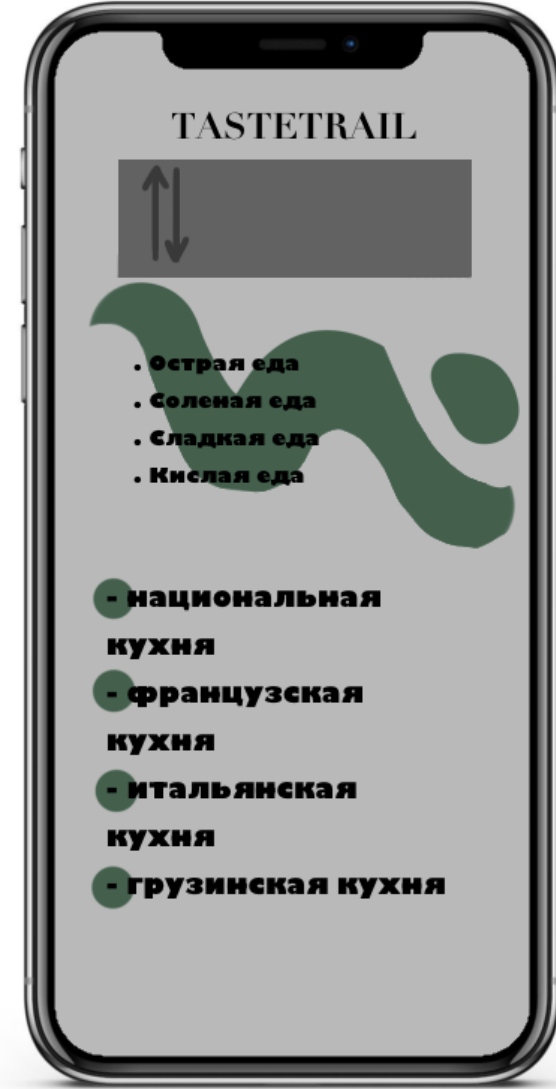 TASTETRAIL
. Острая еда
. Соленая еда
. Сладкая еда
. Кислая еда
- национальная
кухня
- французская
кухня
- итальянская
кухня
- грузинская кухня